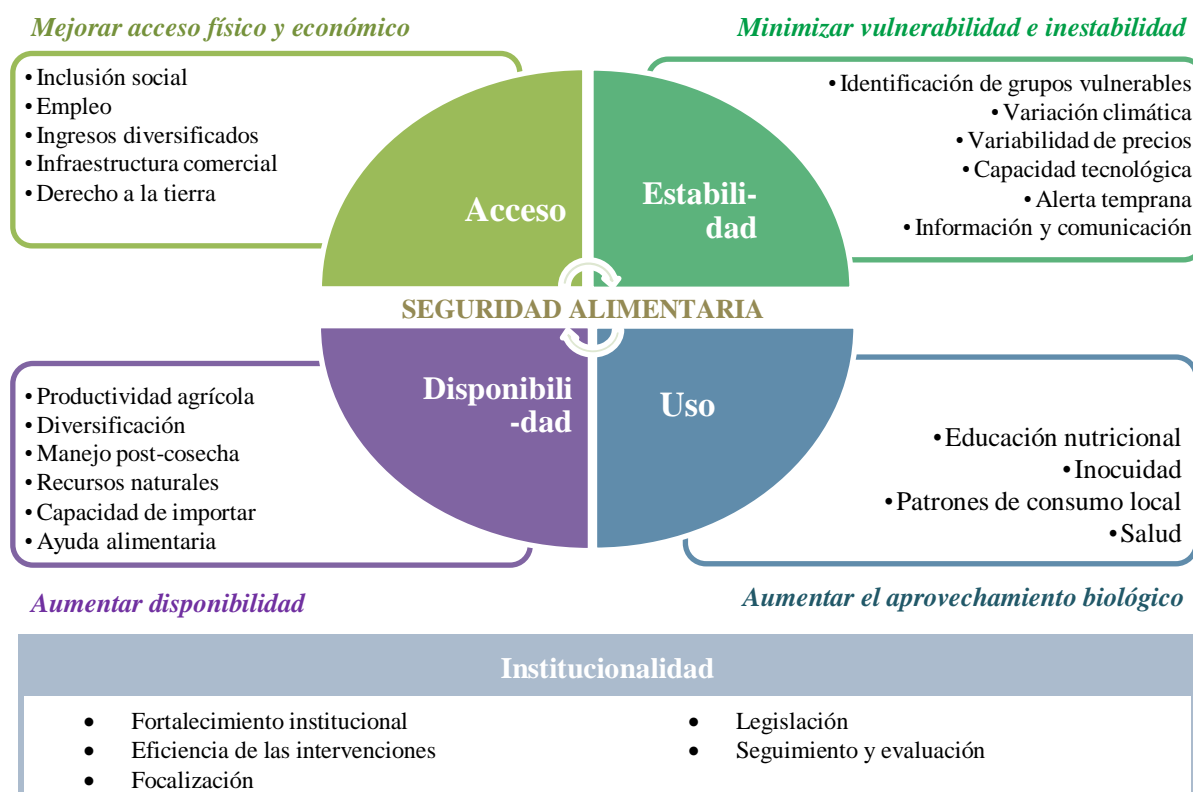 Mejorar acceso físico y económico
Minimizar vulnerabilidad e inestabilidad
• Inclusión social
• Empleo
• Ingresos diversificados
• Infraestructura comercial
• Derecho a la tierra
Acceso
Estabili-
dad
• Identificación de grupos vulnerables
• Variación climática
• Variabilidad de precios
• Capacidad tecnológica
• Alerta temprana
• Información y comunicación
SEGURIDAD ALIMENTARIA
• Productividad agrícola
• Diversificación
• Manejo post-cosecha
• Recursos naturales
• Capacidad de importar
• Ayuda alimentaria
Disponibili
-dad
Uso
• Educación nutricional
• Inocuidad
• Patrones de consumo local
• Salud
Aumentar disponibilidad
Aumentar el aprovechamiento biológico
Institucionalidad
• Fortalecimiento institucional
• Eficiencia de las intervenciones
• Focalización
• Legislación
• Seguimiento y evaluación